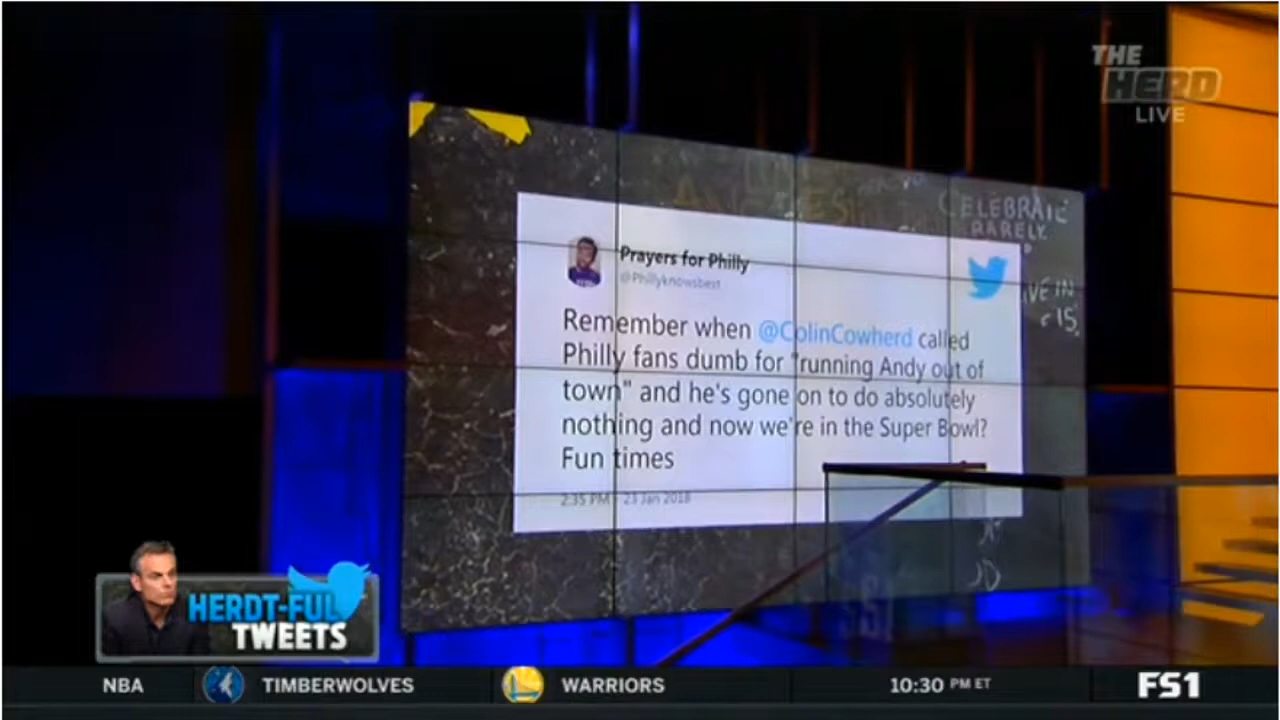 THE
HERD
LIVE
CELEBRATE
RARELY
Prayers for Philly
@Phillyknowsbest
Remember when @ColinCowherd called
Philly fans dumb for "running Andy out of
town" and he's gone on to do absolutely
nothing and now we're in the Super Bowl?
Fun times
2:35 PM - 23 Jan 2018
HERDT-FUL
TWEETS
NBA TIMBERWOLVES WARRIORS 10:30 PM ET FS1